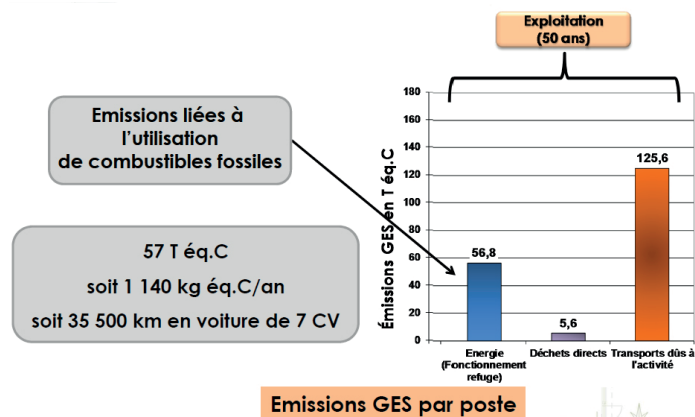 Exploitation
(50 ans)
Emissions liées à
l'utilisation
de combustibles fossiles
57 T éq.C
soit 1 140 kg éq.C/an
soit 35 500 km en voiture de 7 CV
Émissions GES en T éq.C
180
160
140
120
100
80
60
40
20
0
56,8
5,6
125,6
Energie
(Fonctionnement
refuge)
Déchets directs
Transports dûs à
l'activité
Emissions GES par poste